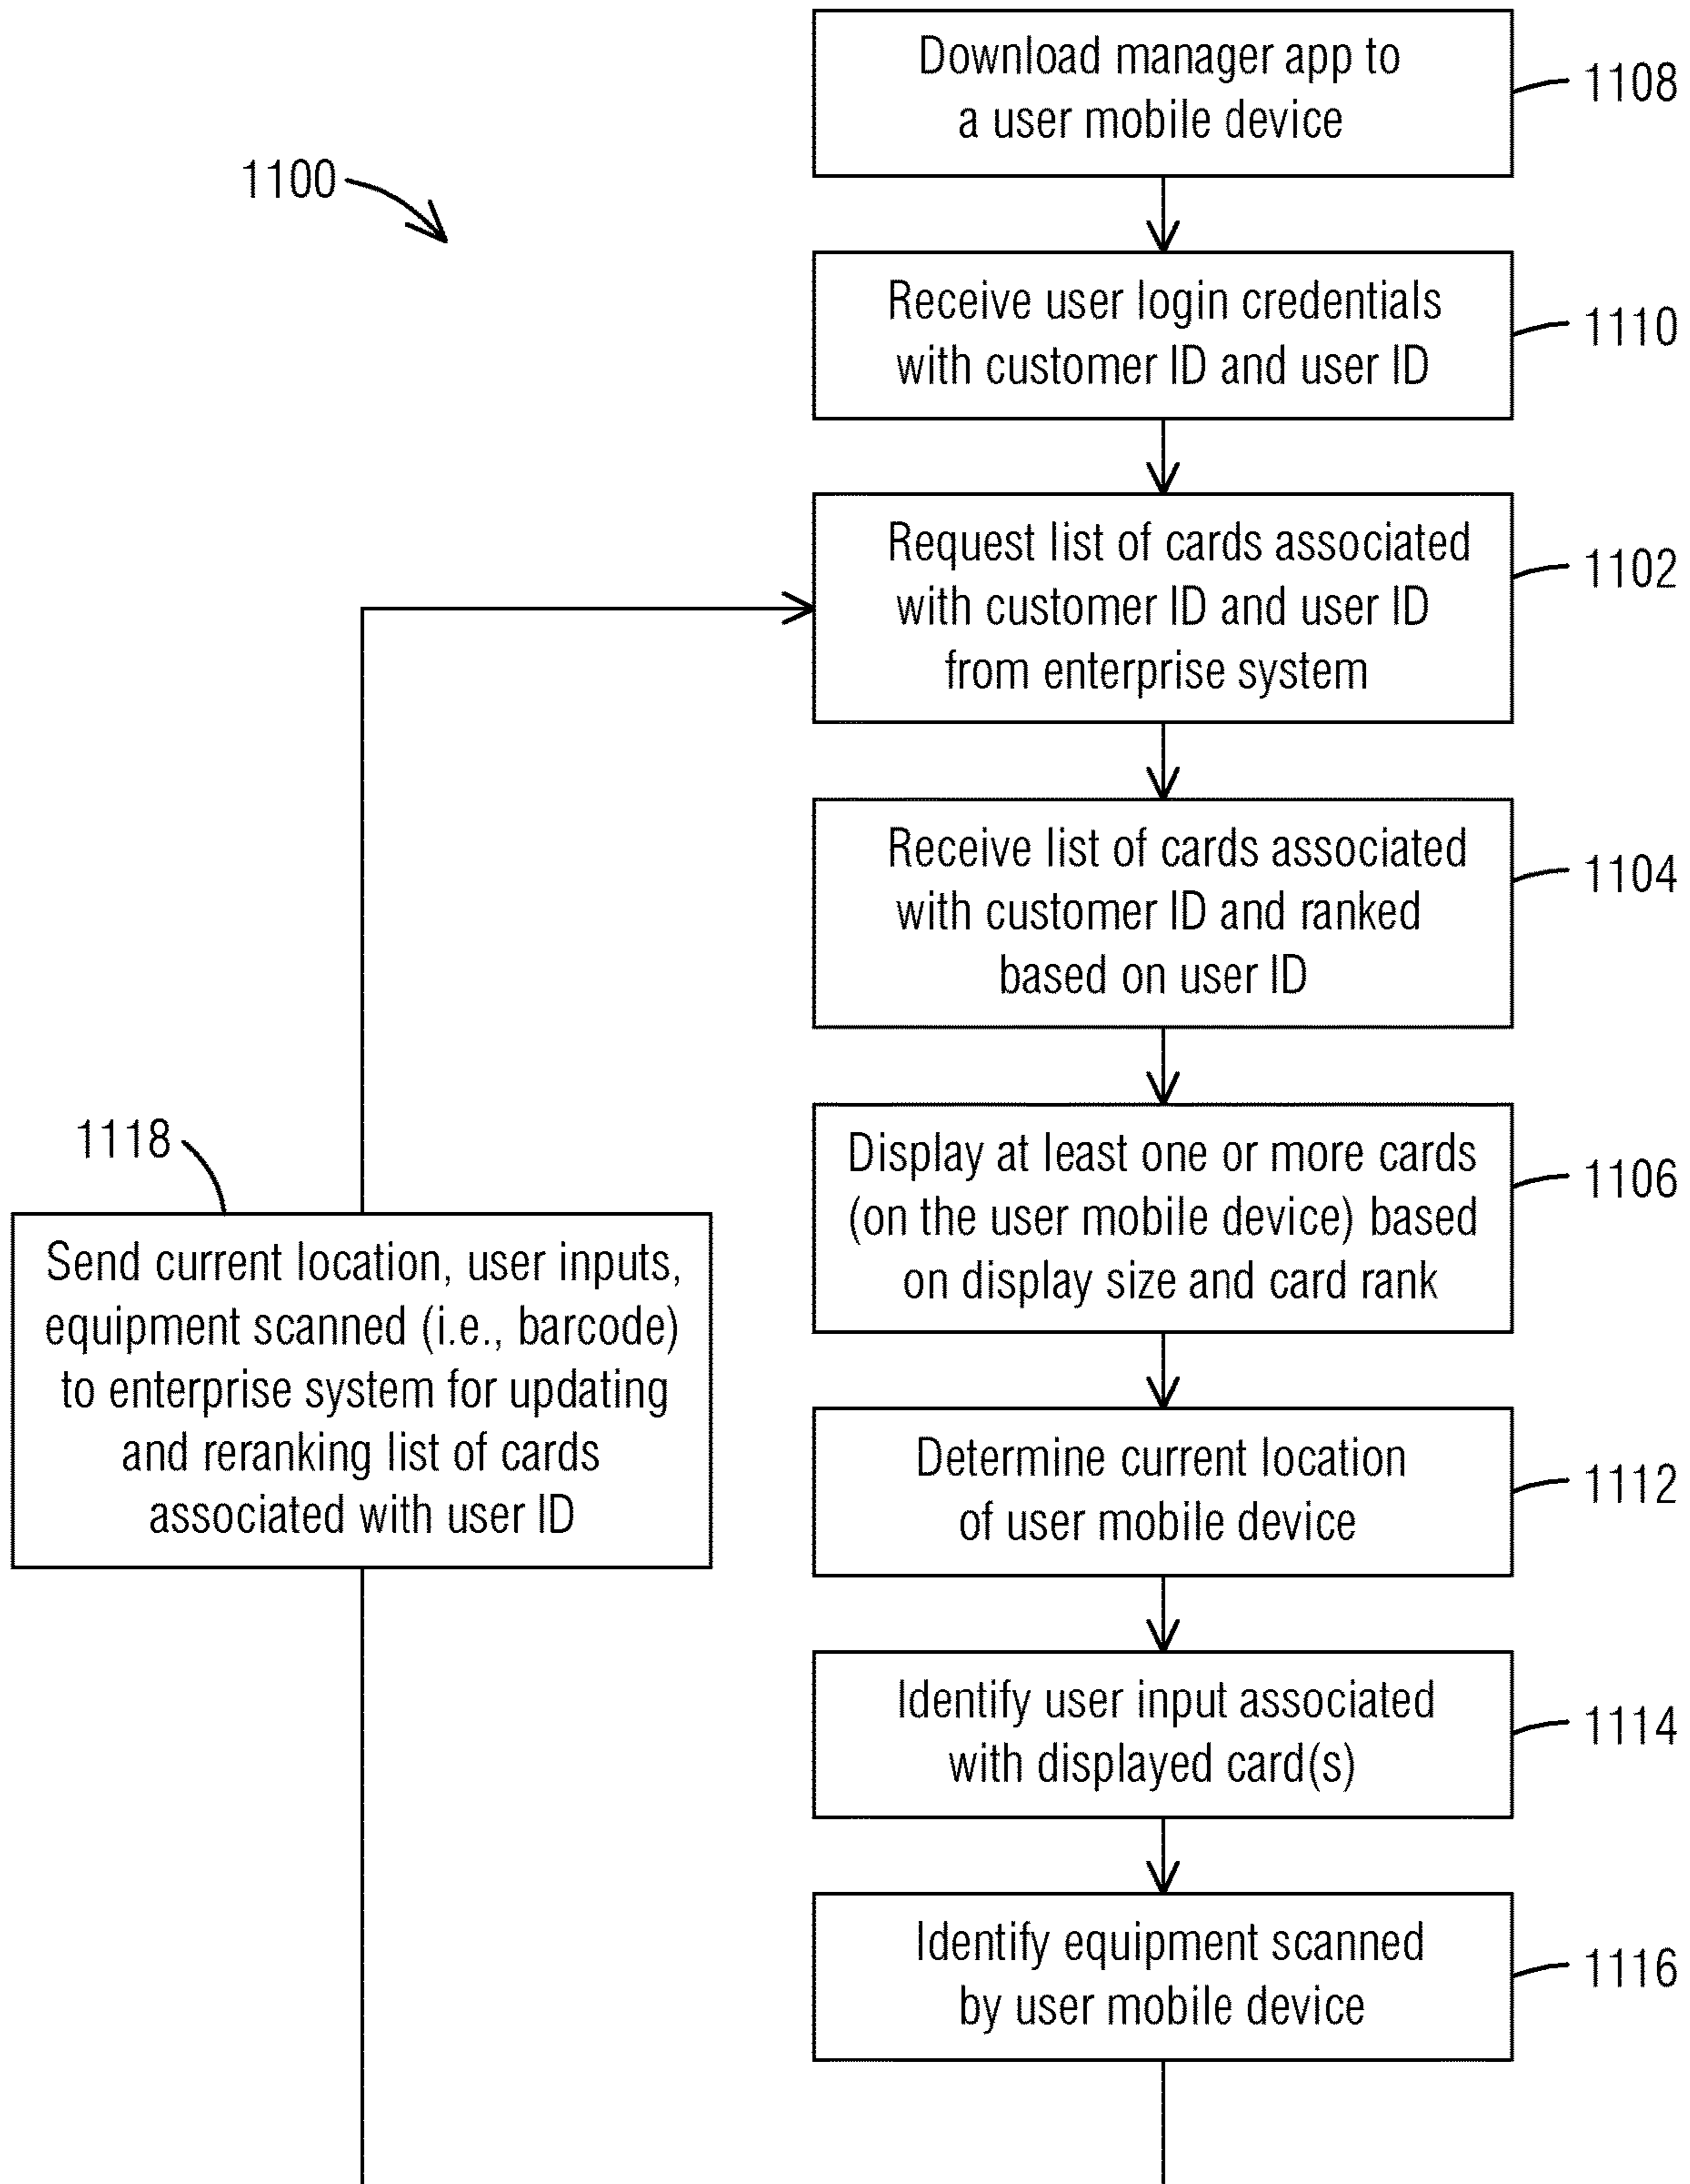 Download manager app to
a user mobile device
1108
1100
Receive user login credentials
with customer ID and user ID
1110
Request list of cards associated
with customer ID and user ID
from enterprise system
1102
Receive list of cards associated
with customer ID and ranked
based on user ID
1104
Display at least one or more cards
(on the user mobile device) based
on display size and card rank
1106
1118
Send current location, user inputs,
equipment scanned (i.e., barcode)
to enterprise system for updating
and reranking list of cards
associated with user ID
Determine current location
of user mobile device
1112
Identify user input associated
with displayed card(s)
1114
Identify equipment scanned
by user mobile device
1116